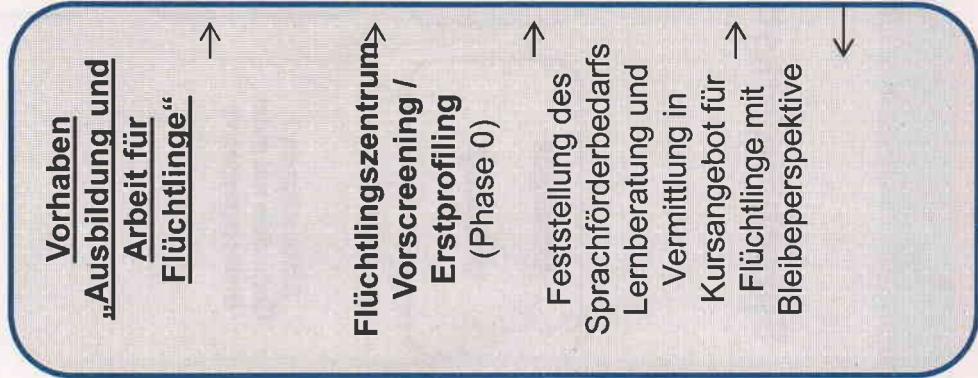 Vorhaben
„Ausbildung und
Arbeit für
Flüchtlinge“
Flüchtlingszentrum
Vorscreening /
Erstprofiling
(Phase 0)
Feststellung des
Sprachförderbedarfs
Lernberatung und
Vermittlung in
Kursangebot für
Flüchtlinge mit
Bleibeperspektive